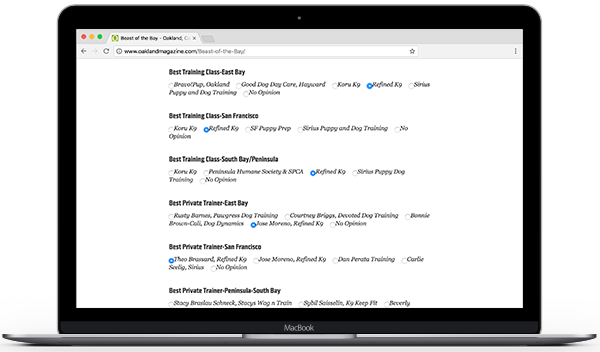 Beast of the Bay - Oakland, Ca
www.oaklandmagazine.com/Beast-of-the-Bay/
Best Training Class-East Bay
Bravo!Pup, Oakland Good Dog Day Care, Hayward Koru K9 Refined K9 Sirius
Puppy and Dog Training No Opinion
Best Training Class-San Francisco
Koru K9 Refined K9 SF Puppy Prep Sirius Puppy and Dog Training No
Opinion
Best Training Class-South Bay/Peninsula
Koru K9 Peninsula Humane Society & SPCA Refined K9 Sirius Puppy Dog
Training No Opinion
Best Private Trainer-East Bay
Rusty Barnes, Pawgress Dog Training Courtney Briggs, Devoted Dog Training Bonnie
Brown-Cali, Dog Dynamics Jose Moreno, Refined K9 No Opinion
Best Private Trainer-San Francisco
Theo Brassard, Refined K9 Jose Moreno, Refined K9 Dan Perata Training Carlie
Seelig, Sirius No Opinion
Best Private Trainer-Peninsula-South Bay
Stacy Braslau Schneck, Stacys Wag n Train Sybil Saisselin, K9 Keep Fit Beverly
MacBook